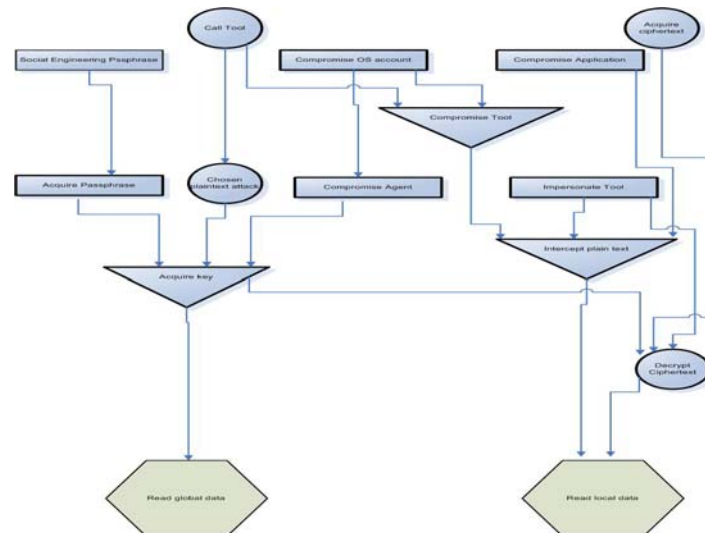 Call Tool
Acquire
ciphertext
Social Engineering Pssphrase
Compromise OS account
Compromise Application
Compromise Tool
Acquire Passphrase
Chosen
plaintext attack
Compromise Agent
Impersonate Tool
Intercept plain text
Acquire key
Decrypt
Ciphertext
Read global data
Read local data